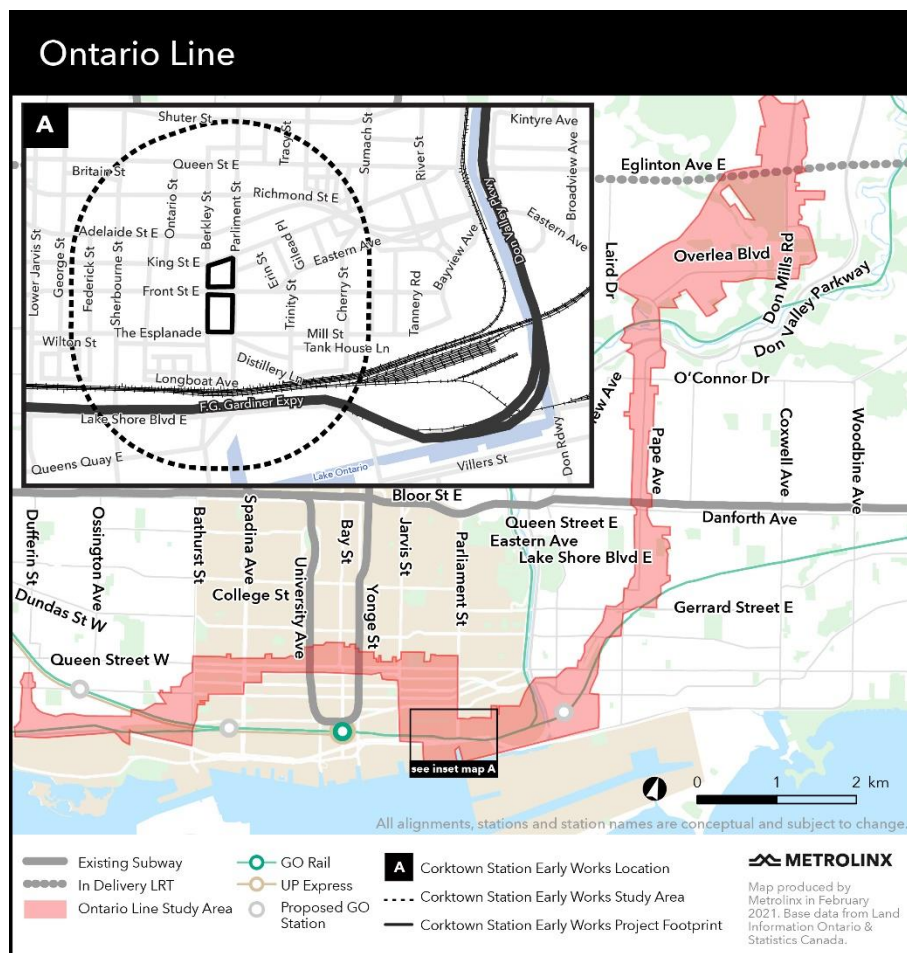 Ontario Line
A
Shuter St
Tracy St
Sumach St
River St
Kintyre Ave
Britain St
Queen St E
Ontario St
Berkley St
Parliment St
Richmond St E
Don Valley Pkwy
Broadview Ave
Lower Jarvis St
George St
Frederick St
Sherbourne St
Adelaide St E
Erin St
Gilead Pl
Eastern Ave
Bayview Ave
Eastern Ave
King St E
Front St E
Trinity St
Cherry St
Tannery Rd
The Esplanade
Wilton St
Mill St
Tank House Ln
Distillery Ln
Longboat Ave
F.G. Gardiner Expy
Lake Shore Blvd E
Queens Quay E
Lake Ontario
Villers St
Don Rdwy
Eglinton Ave E
Laird Dr
Overlea Blvd
Don Mills Rd
Don Valley Parkway
O'Connor Dr
ew Ave
Pape Ave
Coxwell Ave
Woodbine Ave
Bloor St E
Danforth Ave
Dufferin St
Ossington Ave
Bathurst St
Spadina Ave
University Ave
Bay St
Yonge St
Jarvis St
Parliament St
Queen Street E
Eastern Ave
Lake Shore Blvd E
College St
Dundas St W
Gerrard Street E
Queen Street W
see inset map A
0 1 2 km
All alignments, stations and station names are conceptual and subject to change.
Existing Subway
In Delivery LRT
Ontario Line Study Area
GO Rail
UP Express
Proposed GO
Station
A Corktown Station Early Works Location
Corktown Station Early Works Study Area
Corktown Station Early Works Project Footprint
METROLINX
Map produced by
Metrolinx in February
2021. Base data from Land
Information Ontario &
Statistics Canada.